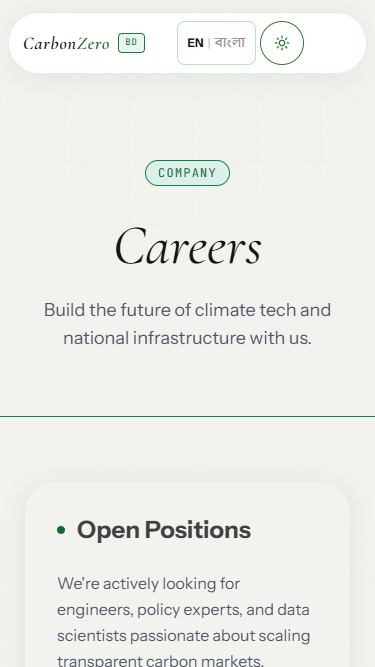 CarbonZero BD EN | বাংলা
COMPANY
Careers
Build the future of climate tech and
national infrastructure with us.
Open Positions
We're actively looking for
engineers, policy experts, and data
scientists passionate about scaling
transparent carbon markets.